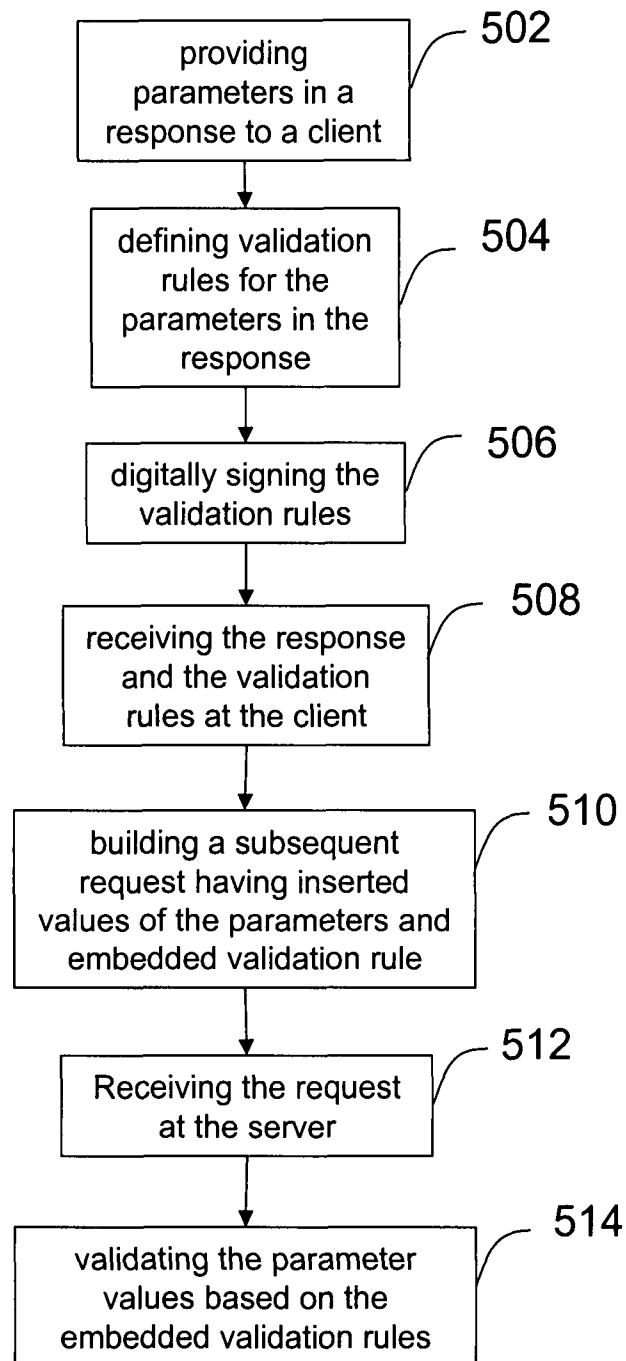 502
providing
parameters in a
response to a client
504
defining validation
rules for the
parameters in the
response
506
digitally signing the
validation rules
508
receiving the response
and the validation
rules at the client
510
building a subsequent
request having inserted
values of the parameters and
embedded validation rule
512
Receiving the request
at the server
514
validating the parameter
values based on the
embedded validation rules